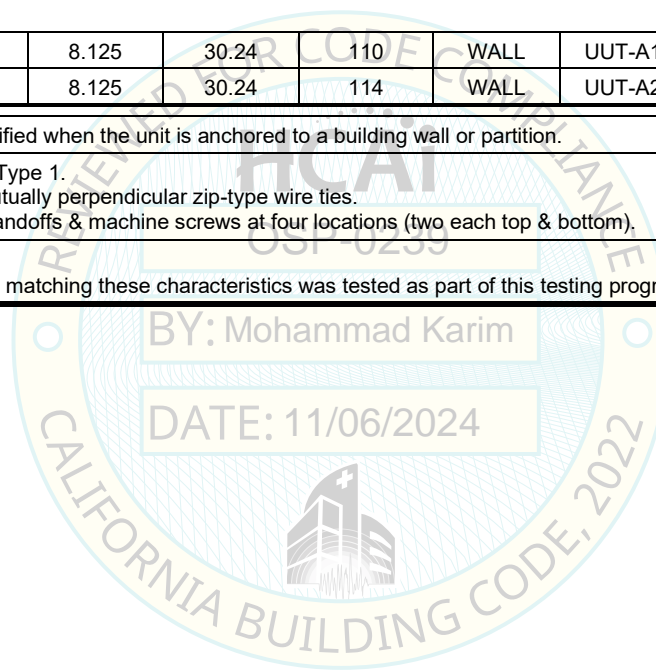 8.125 30.24 110 WALL UUT-A1
8.125 30.24 114 WALL UUT-A2
ified when the unit is anchored to a building wall or partition.
Type 1.
utually perpendicular zip-type wire ties.
andoffs & machine screws at four locations (two each top & bottom).
matching these characteristics was tested as part of this testing progr
REVIEWED FOR CODE COMPLIANCE
HCAi
OSP-0239
BY: Mohammad Karim
DATE: 11/06/2024
CALIFORNIA BUILDING CODE, 2022